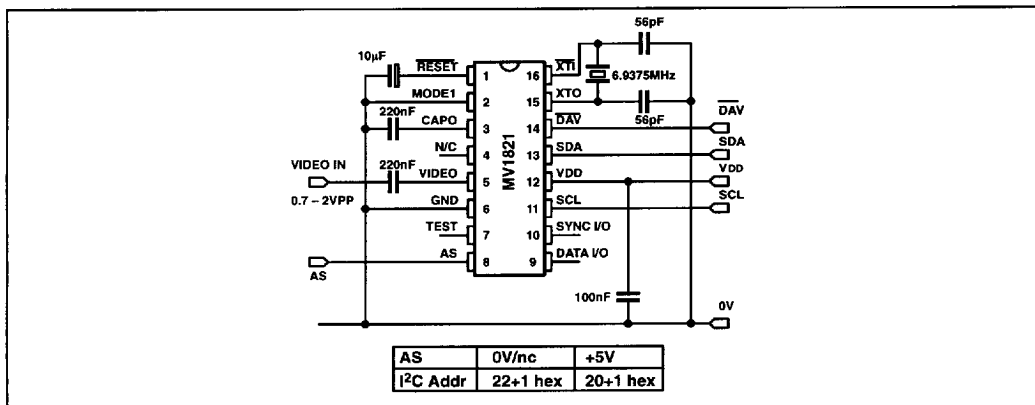 56pF
10µF
RESET
1
16
XTI
6.9375MHz
MODE1
2
15
XTO
220nF
CAPO
3
14
DAV
56pF
DAV
N/C
4
13
SDA
SDA
VIDEO IN
220nF
VIDEO
5
12
VDD
VDD
0.7 – 2VPP
GND
6
11
SCL
SCL
TEST
7
10
SYNC I/O
AS
AS
8
9
DATA I/O
MV1821
100nF
0V
AS 0V/nc +5V
I²C Addr 22+1 hex 20+1 hex